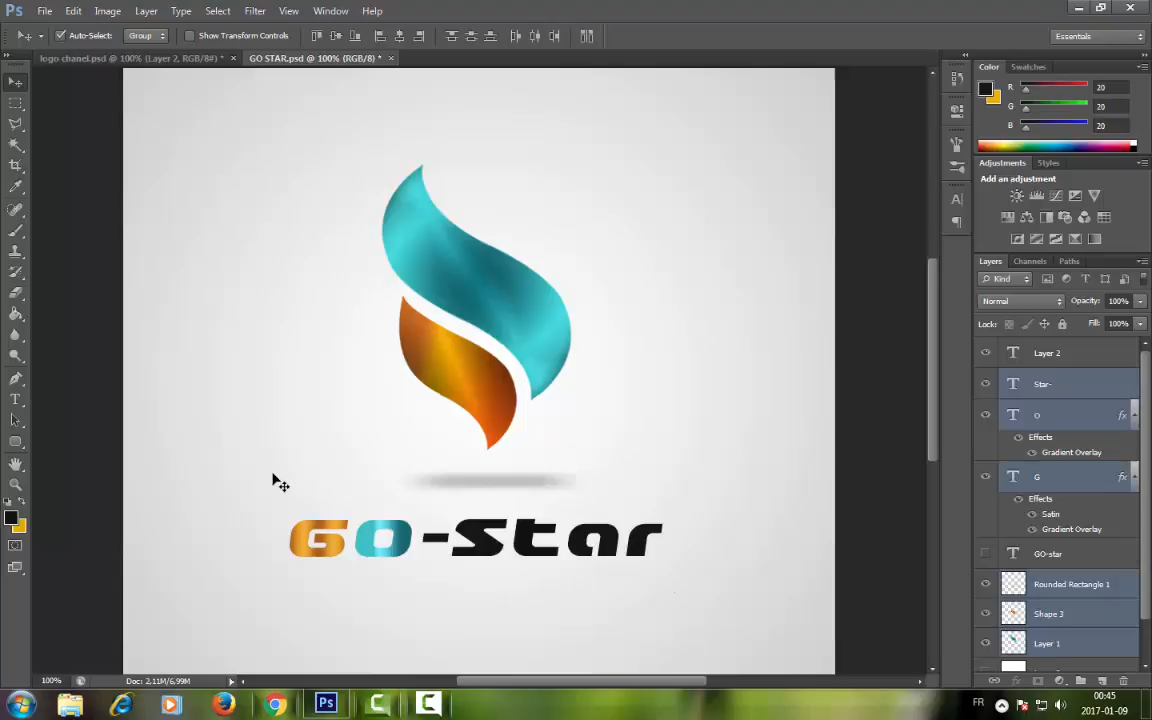 Ps File Edit Image Layer Type Select Filter View Window Help
Auto-Select: Group Show Transform Controls Essentials
logo chanel.psd @ 100% (Layer 2, RGB/8#) * × GO STAR.psd @ 100% (RGB/8) * ×
Color Swatches
R 20
G 20
B 20
Adjustments Styles
Add an adjustment
Layers Channels Paths
Kind
Normal Opacity: 100%
Lock: Fill: 100%
Layer 2
Star-
O fx
Effects
Gradient Overlay
G fx
Effects
Satin
Gradient Overlay
GO-star
Rounded Rectangle 1
Shape 3
Layer 1
GO-Star
100% Doc: 2,11M/6,99M
FR 00:45
2017-01-09